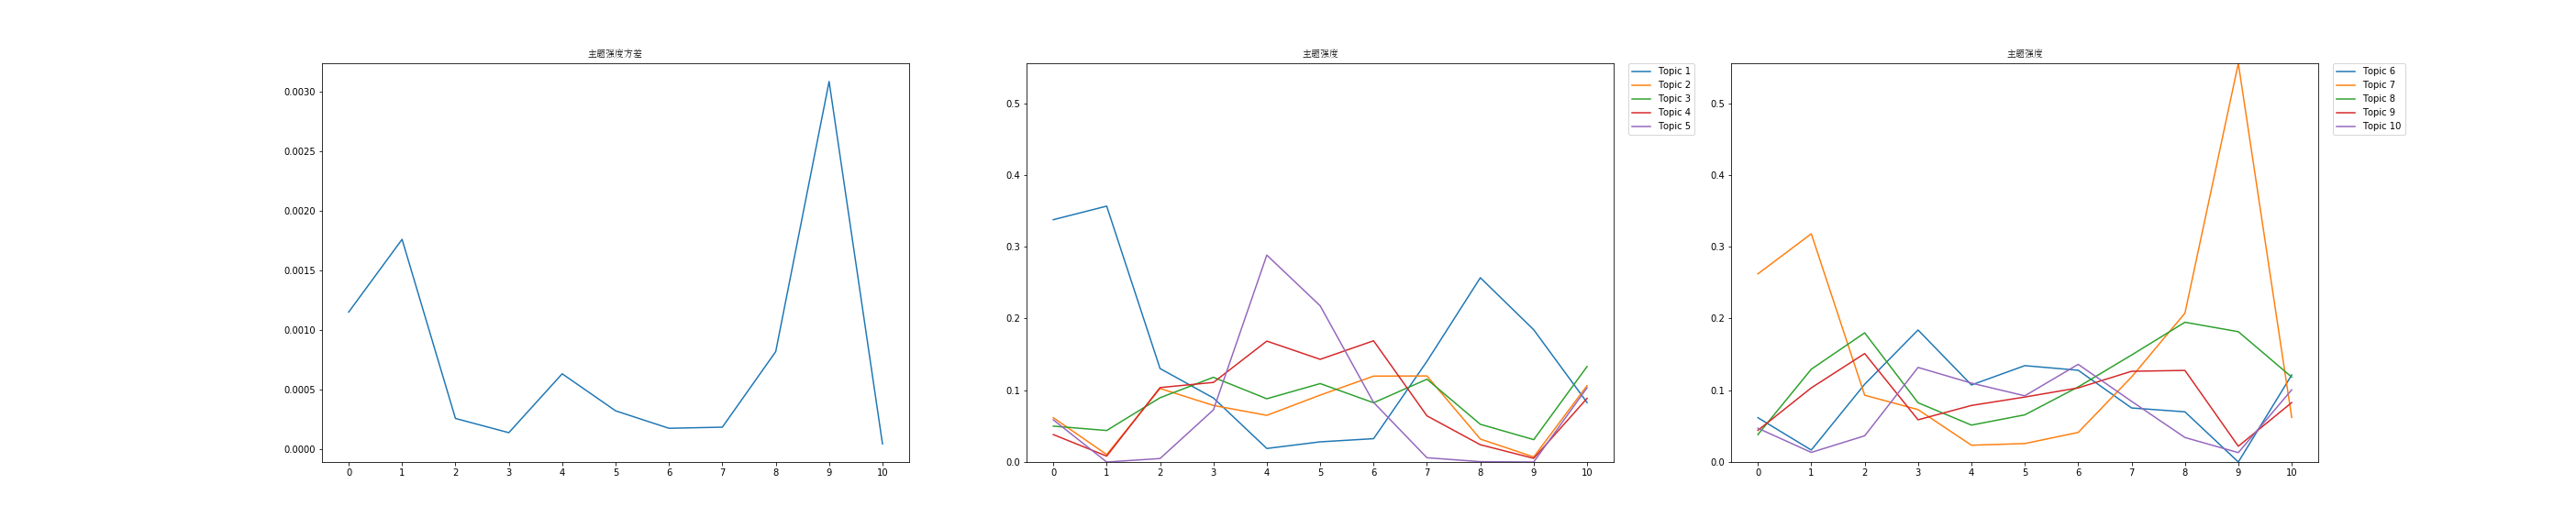 主题强度方差
0.0030
0.0025
0.0020
0.0015
0.0010
0.0005
0.0000
0 1 2 3 4 5 6 7 8 9 10
主题强度
0.5
0.4
0.3
0.2
0.1
0.0
0 1 2 3 4 5 6 7 8 9 10
Topic 1
Topic 2
Topic 3
Topic 4
Topic 5
主题强度
0.5
0.4
0.3
0.2
0.1
0.0
0 1 2 3 4 5 6 7 8 9 10
Topic 6
Topic 7
Topic 8
Topic 9
Topic 10